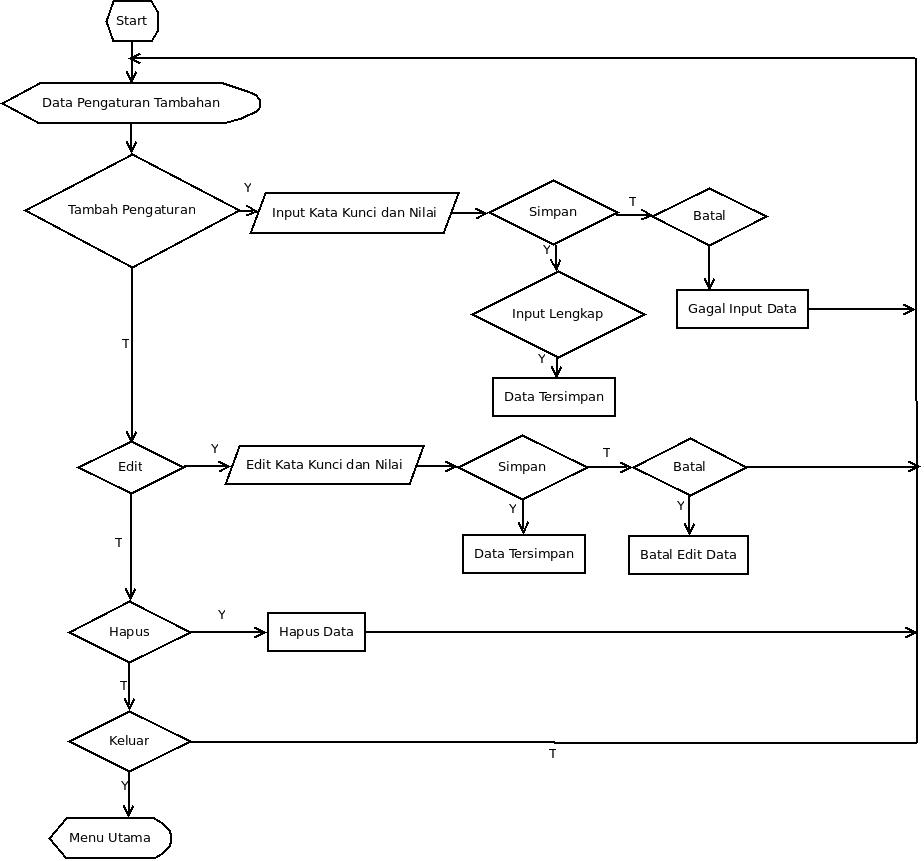 Start
Data Pengaturan Tambahan
Tambah Pengaturan
Y
Input Kata Kunci dan Nilai
Simpan
T
Batal
Y
Input Lengkap
Gagal Input Data
T
Y
Data Tersimpan
Edit
Y
Edit Kata Kunci dan Nilai
Simpan
T
Batal
Y
Y
T
Data Tersimpan
Batal Edit Data
Hapus
Y
Hapus Data
T
Keluar
T
Y
Menu Utama